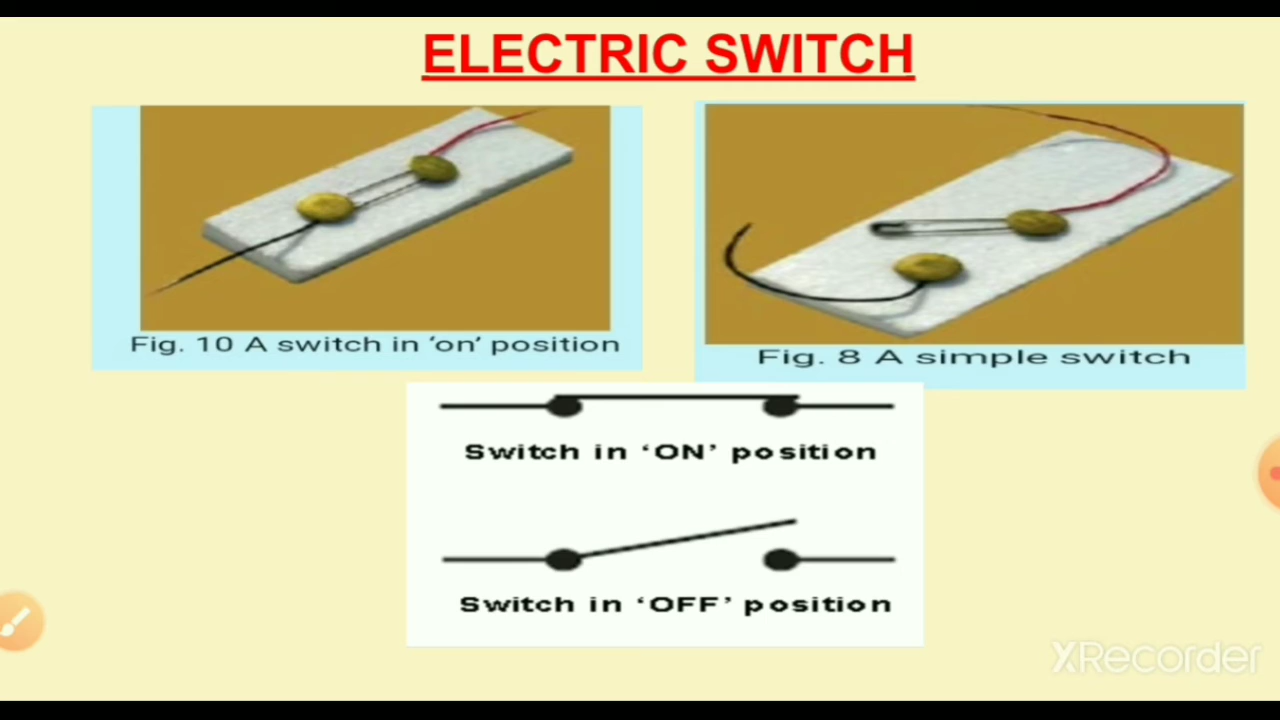 ELECTRIC SWITCH
Fig. 10 A switch in ‘on’ position
Fig. 8 A simple switch
Switch in ‘ON’ position
Switch in ‘OFF’ position
XRecorder